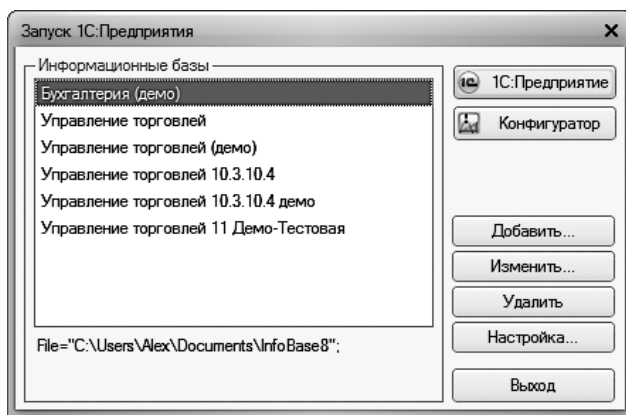 Запуск 1С:Предприятия
Информационные базы
Бухгалтерия (демо)
Управление торговлей
Управление торговлей (демо)
Управление торговлей 10.3.10.4
Управление торговлей 10.3.10.4 демо
Управление торговлей 11 Демо-Тестовая
File="C:\Users\Alex\Documents\InfoBase8";
1С 1С:Предприятие
Конфигуратор
Добавить...
Изменить...
Удалить
Настройка...
Выход